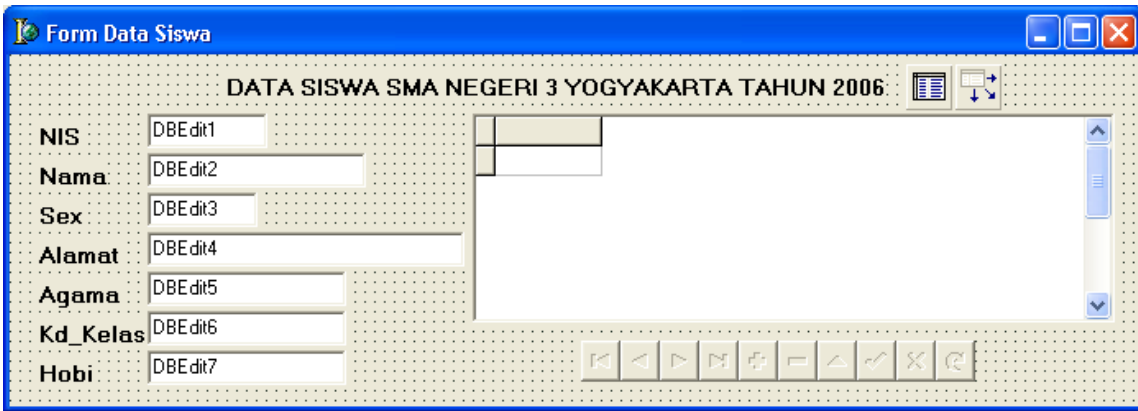 Form Data Siswa
DATA SISWA SMA NEGERI 3 YOGYAKARTA TAHUN 2006
NIS DBEdit1
Nama DBEdit2
Sex DBEdit3
Alamat DBEdit4
Agama DBEdit5
Kd_Kelas DBEdit6
Hobi DBEdit7